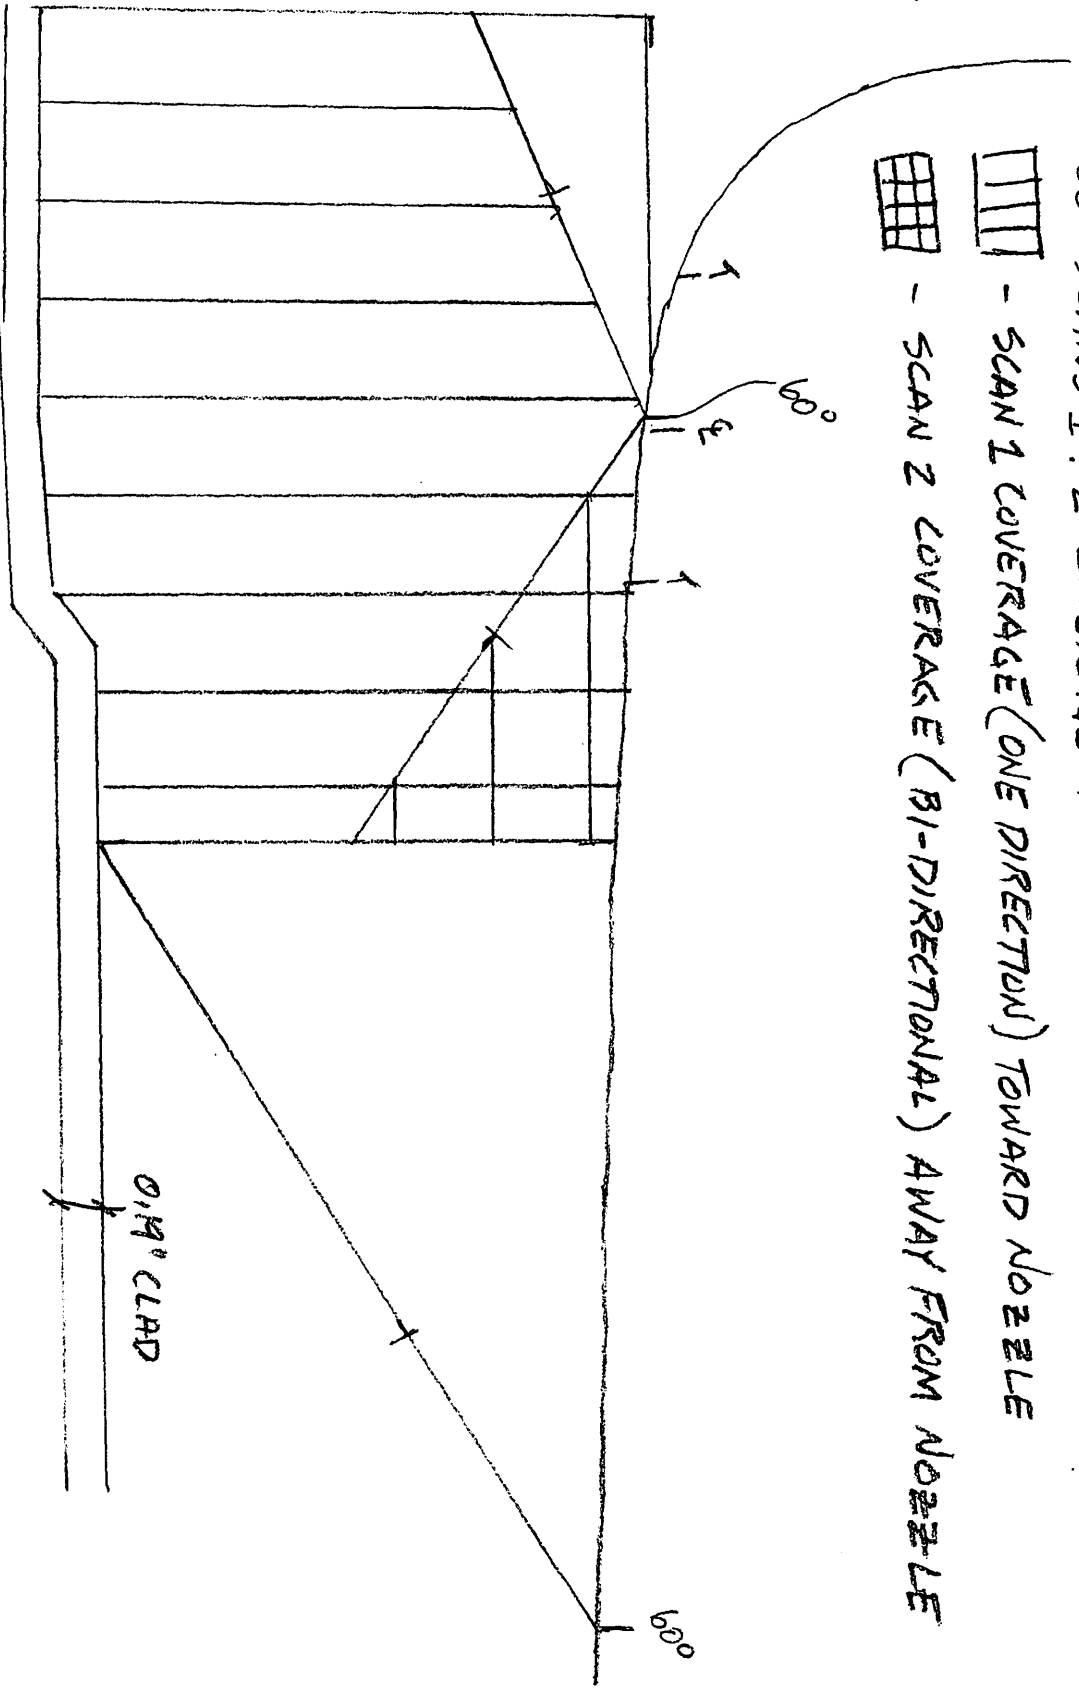 - SCAN 1 COVERAGE (ONE DIRECTION) TOWARD NOZZLE
- SCAN 2 COVERAGE (BI-DIRECTIONAL) AWAY FROM NOZZLE
60°
℄
0.19" CLAD
60°